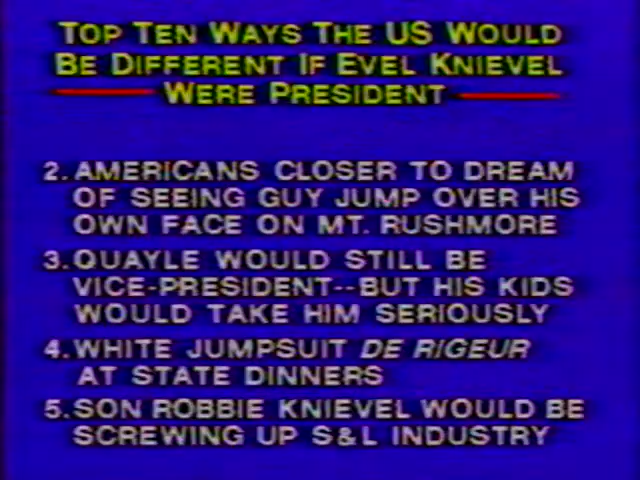 TOP TEN WAYS THE US WOULD
BE DIFFERENT IF EVEL KNIEVEL
WERE PRESIDENT
2. AMERICANS CLOSER TO DREAM
OF SEEING GUY JUMP OVER HIS
OWN FACE ON MT. RUSHMORE
3. QUAYLE WOULD STILL BE
VICE-PRESIDENT--BUT HIS KIDS
WOULD TAKE HIM SERIOUSLY
4. WHITE JUMPSUIT DE RIGEUR
AT STATE DINNERS
5. SON ROBBIE KNIEVEL WOULD BE
SCREWING UP S&L INDUSTRY